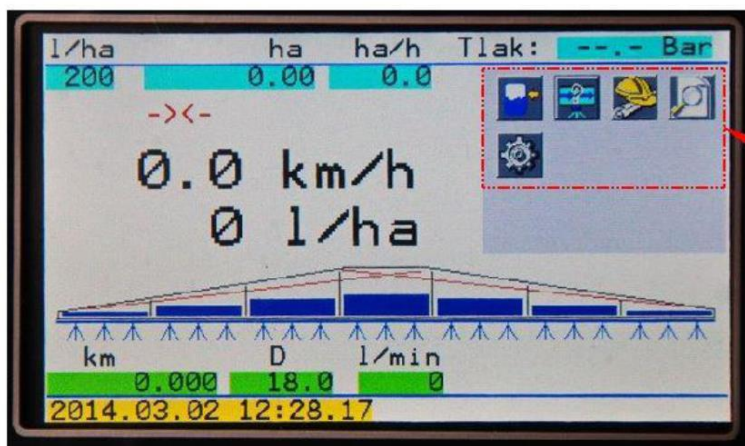 l/ha ha ha/h Tlak: --.- Bar
200 0.00 0.0
->&lt;-
0.0 km/h
0 l/ha
km D l/min
0.000 18.0 0
2014.03.02 12:28.17